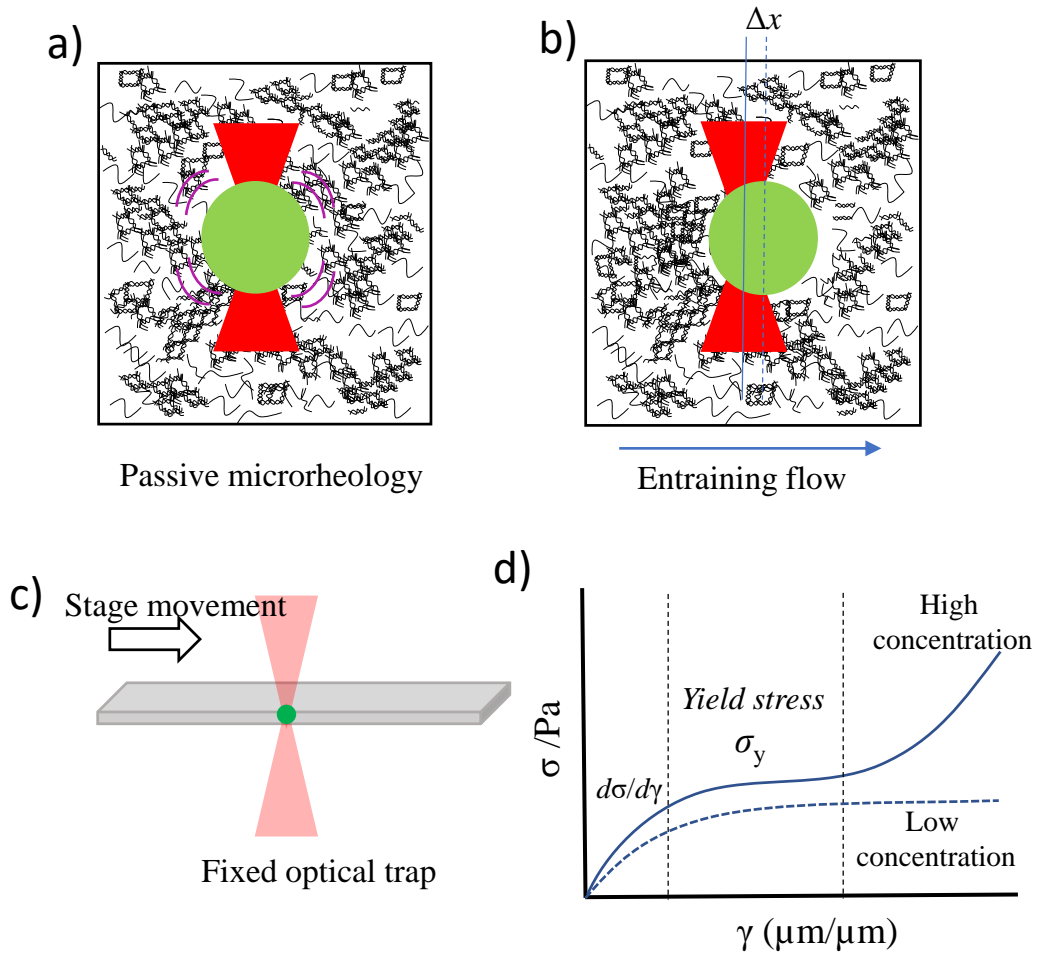 a)
Passive microrheology
b)
Δx
Entraining flow
c)
Stage movement
Fixed optical trap
d)
High
concentration
Yield stress
σy
dσ/dγ
Low
concentration
σ /Pa
γ (µm/µm)